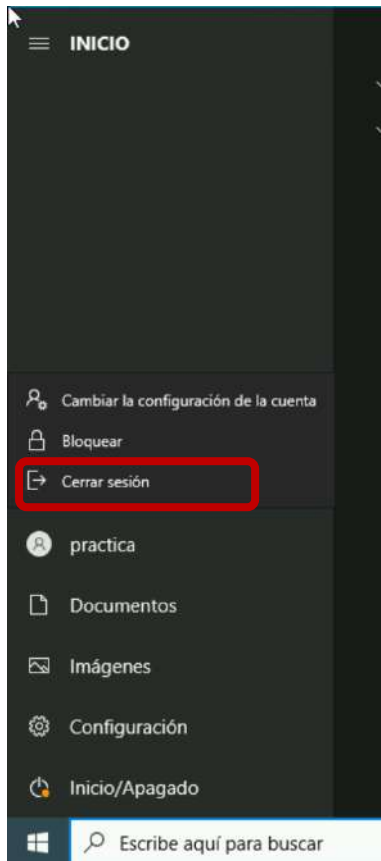 INICIO
Cambiar la configuración de la cuenta
Bloquear
Cerrar sesión
practica
Documentos
Imágenes
Configuración
Inicio/Apagado
Escribe aquí para buscar